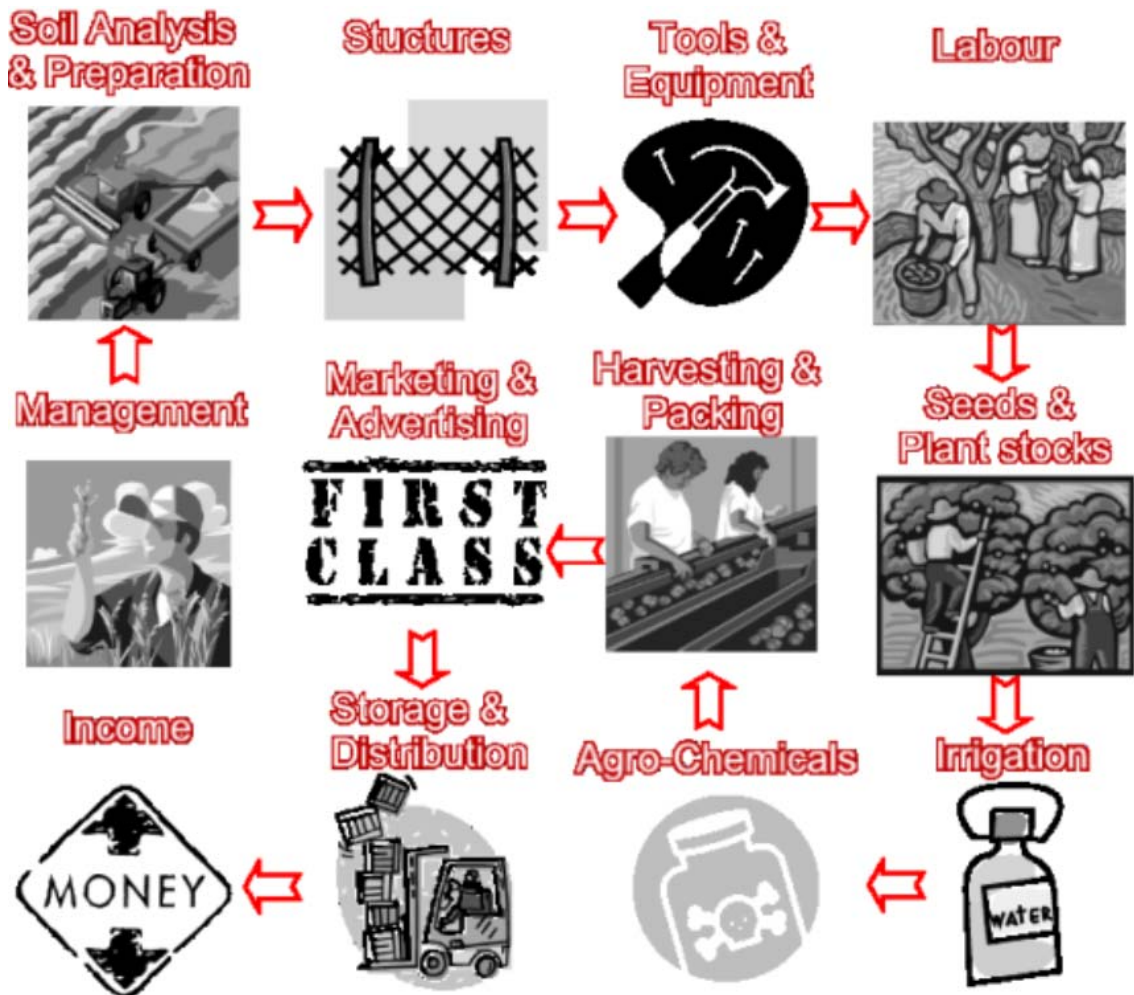 Soil Analysis
& Preparation
Stuctures
Tools &
Equipment
Labour
Management
Marketing &
Advertising
Harvesting &
Packing
Seeds &
Plant stocks
FIRST
CLASS
Income
Storage &
Distribution
Agro-Chemicals
Irrigation
MONEY
WATER